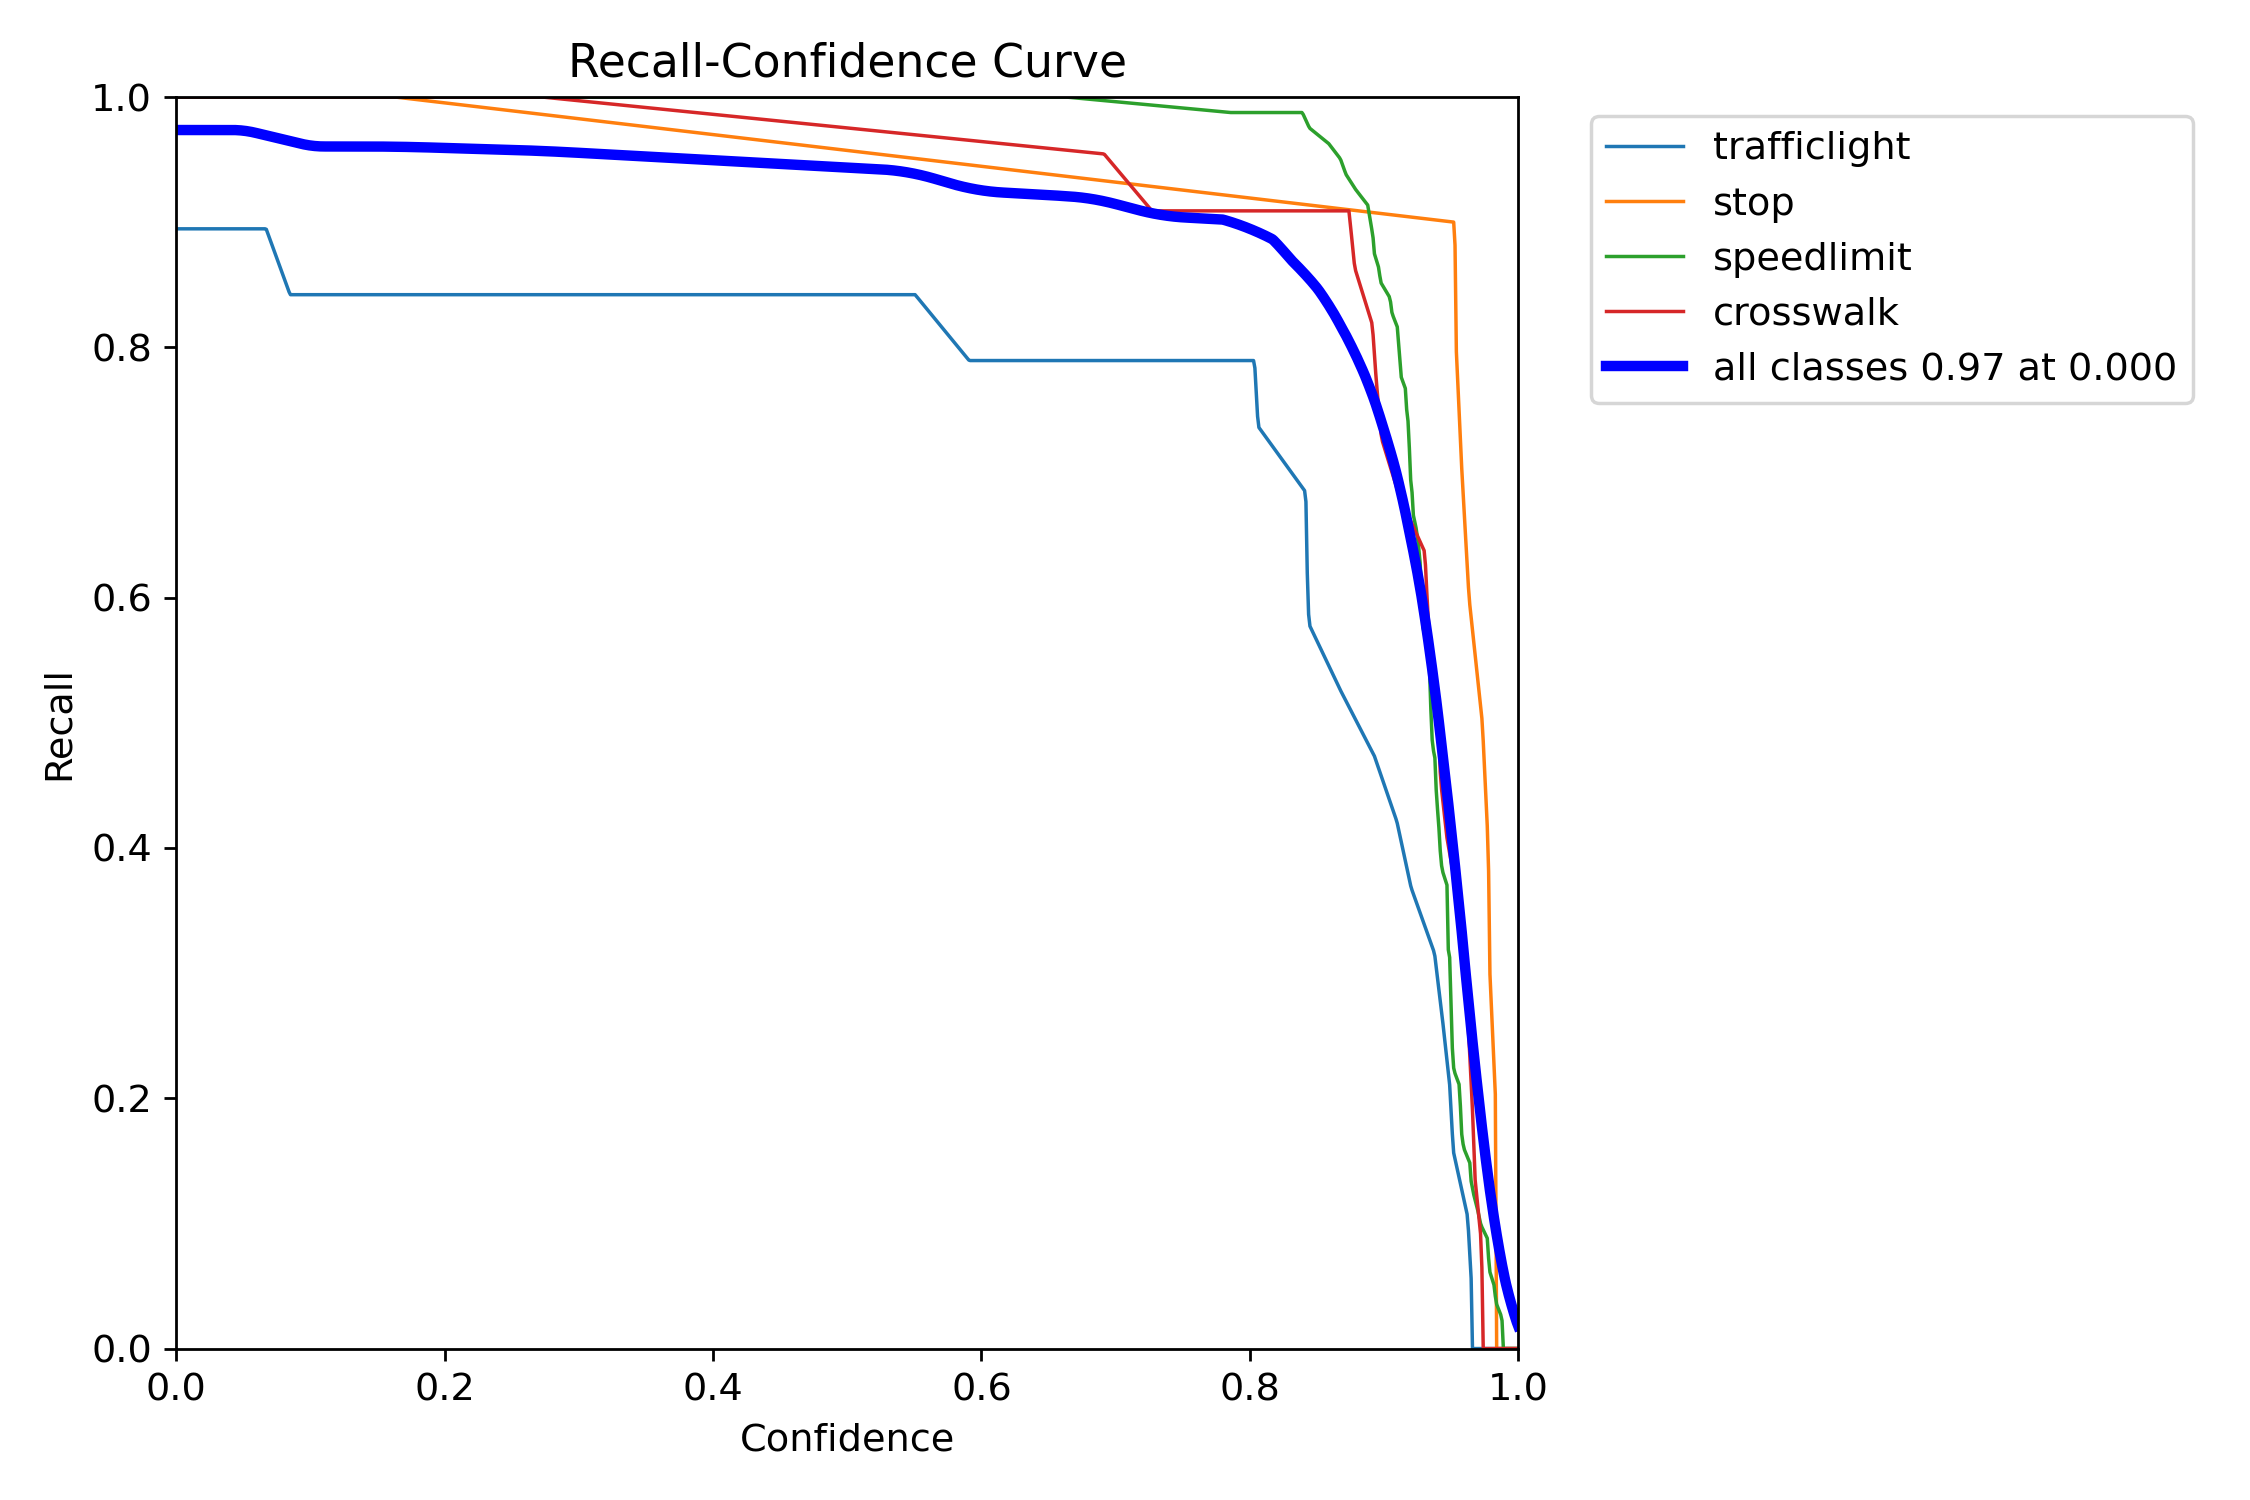 Recall-Confidence Curve
1.0
0.8
0.6
0.4
0.2
0.0
Recall
0.0 0.2 0.4 0.6 0.8 1.0
Confidence
trafficlight
stop
speedlimit
crosswalk
all classes 0.97 at 0.000